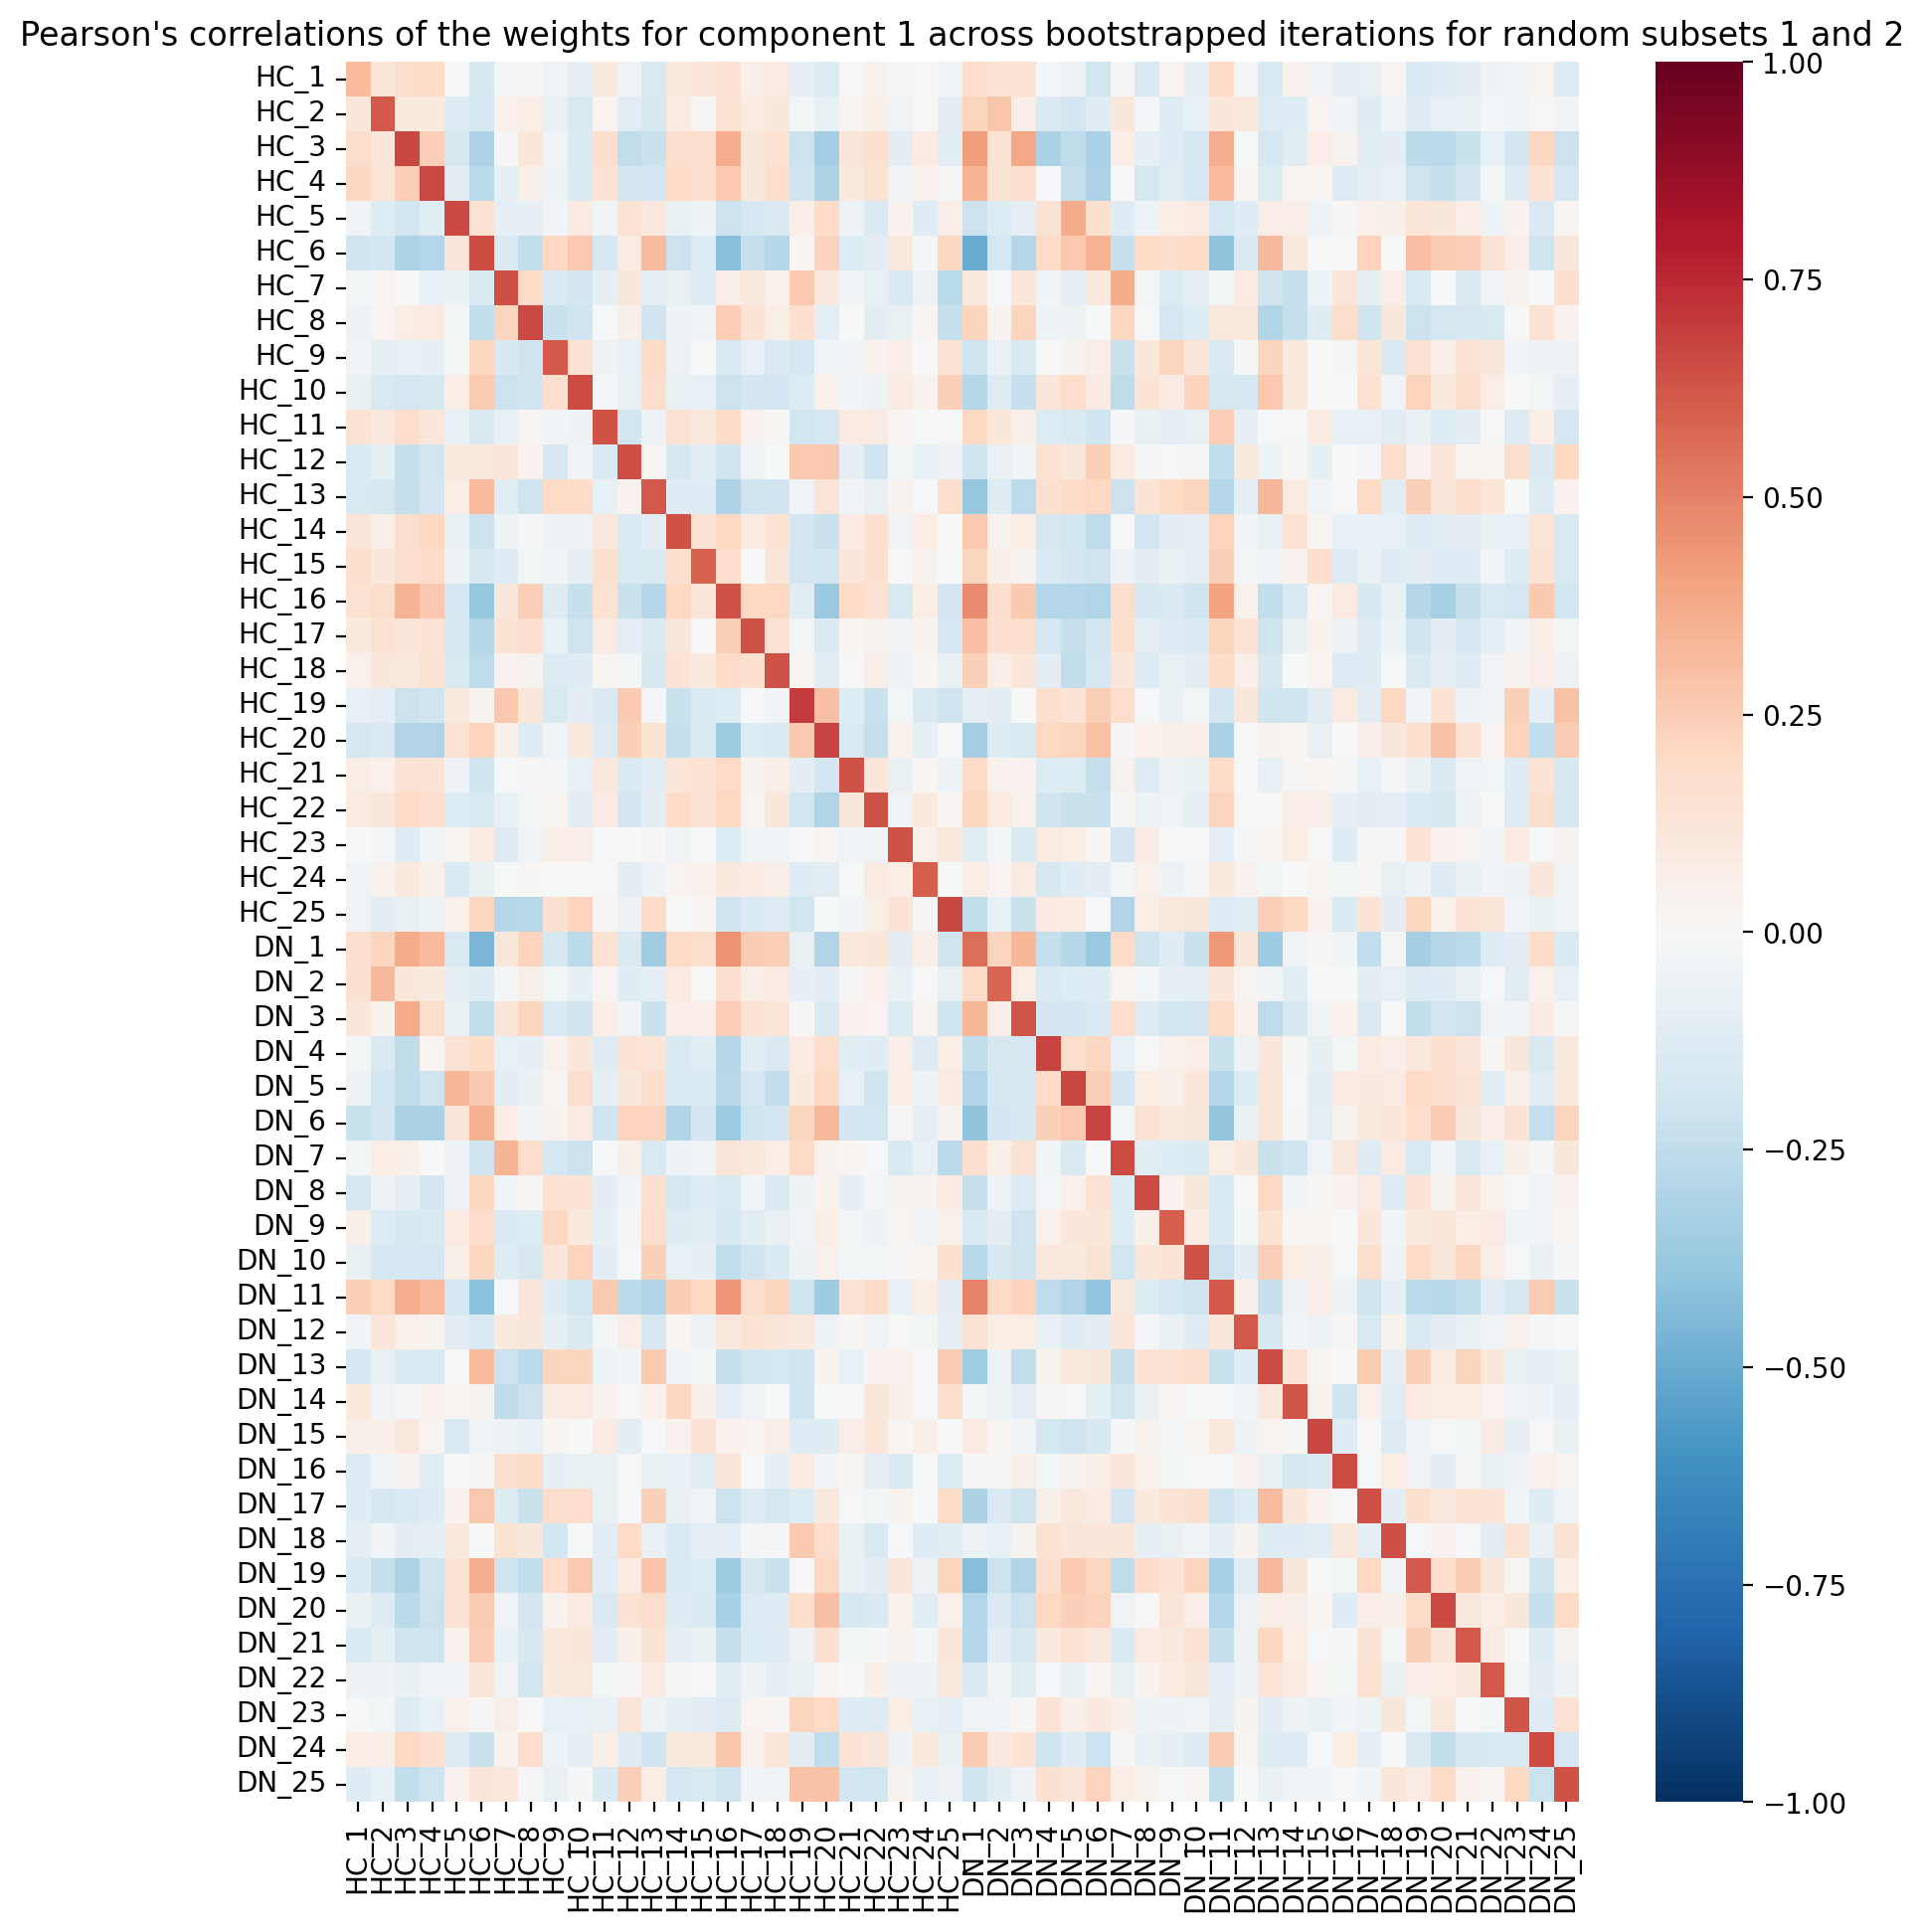 Pearson's correlations of the weights for component 1 across bootstrapped iterations for random subsets 1 and 2
HC_1
HC_2
HC_3
HC_4
HC_5
HC_6
HC_7
HC_8
HC_9
HC_10
HC_11
HC_12
HC_13
HC_14
HC_15
HC_16
HC_17
HC_18
HC_19
HC_20
HC_21
HC_22
HC_23
HC_24
HC_25
DN_1
DN_2
DN_3
DN_4
DN_5
DN_6
DN_7
DN_8
DN_9
DN_10
DN_11
DN_12
DN_13
DN_14
DN_15
DN_16
DN_17
DN_18
DN_19
DN_20
DN_21
DN_22
DN_23
DN_24
DN_25
HC_1
HC_2
HC_3
HC_4
HC_5
HC_6
HC_7
HC_8
HC_9
HC_10
HC_11
HC_12
HC_13
HC_14
HC_15
HC_16
HC_17
HC_18
HC_19
HC_20
HC_21
HC_22
HC_23
HC_24
HC_25
DN_1
DN_2
DN_3
DN_4
DN_5
DN_6
DN_7
DN_8
DN_9
DN_10
DN_11
DN_12
DN_13
DN_14
DN_15
DN_16
DN_17
DN_18
DN_19
DN_20
DN_21
DN_22
DN_23
DN_24
DN_25
1.00
0.75
0.50
0.25
0.00
−0.25
−0.50
−0.75
−1.00